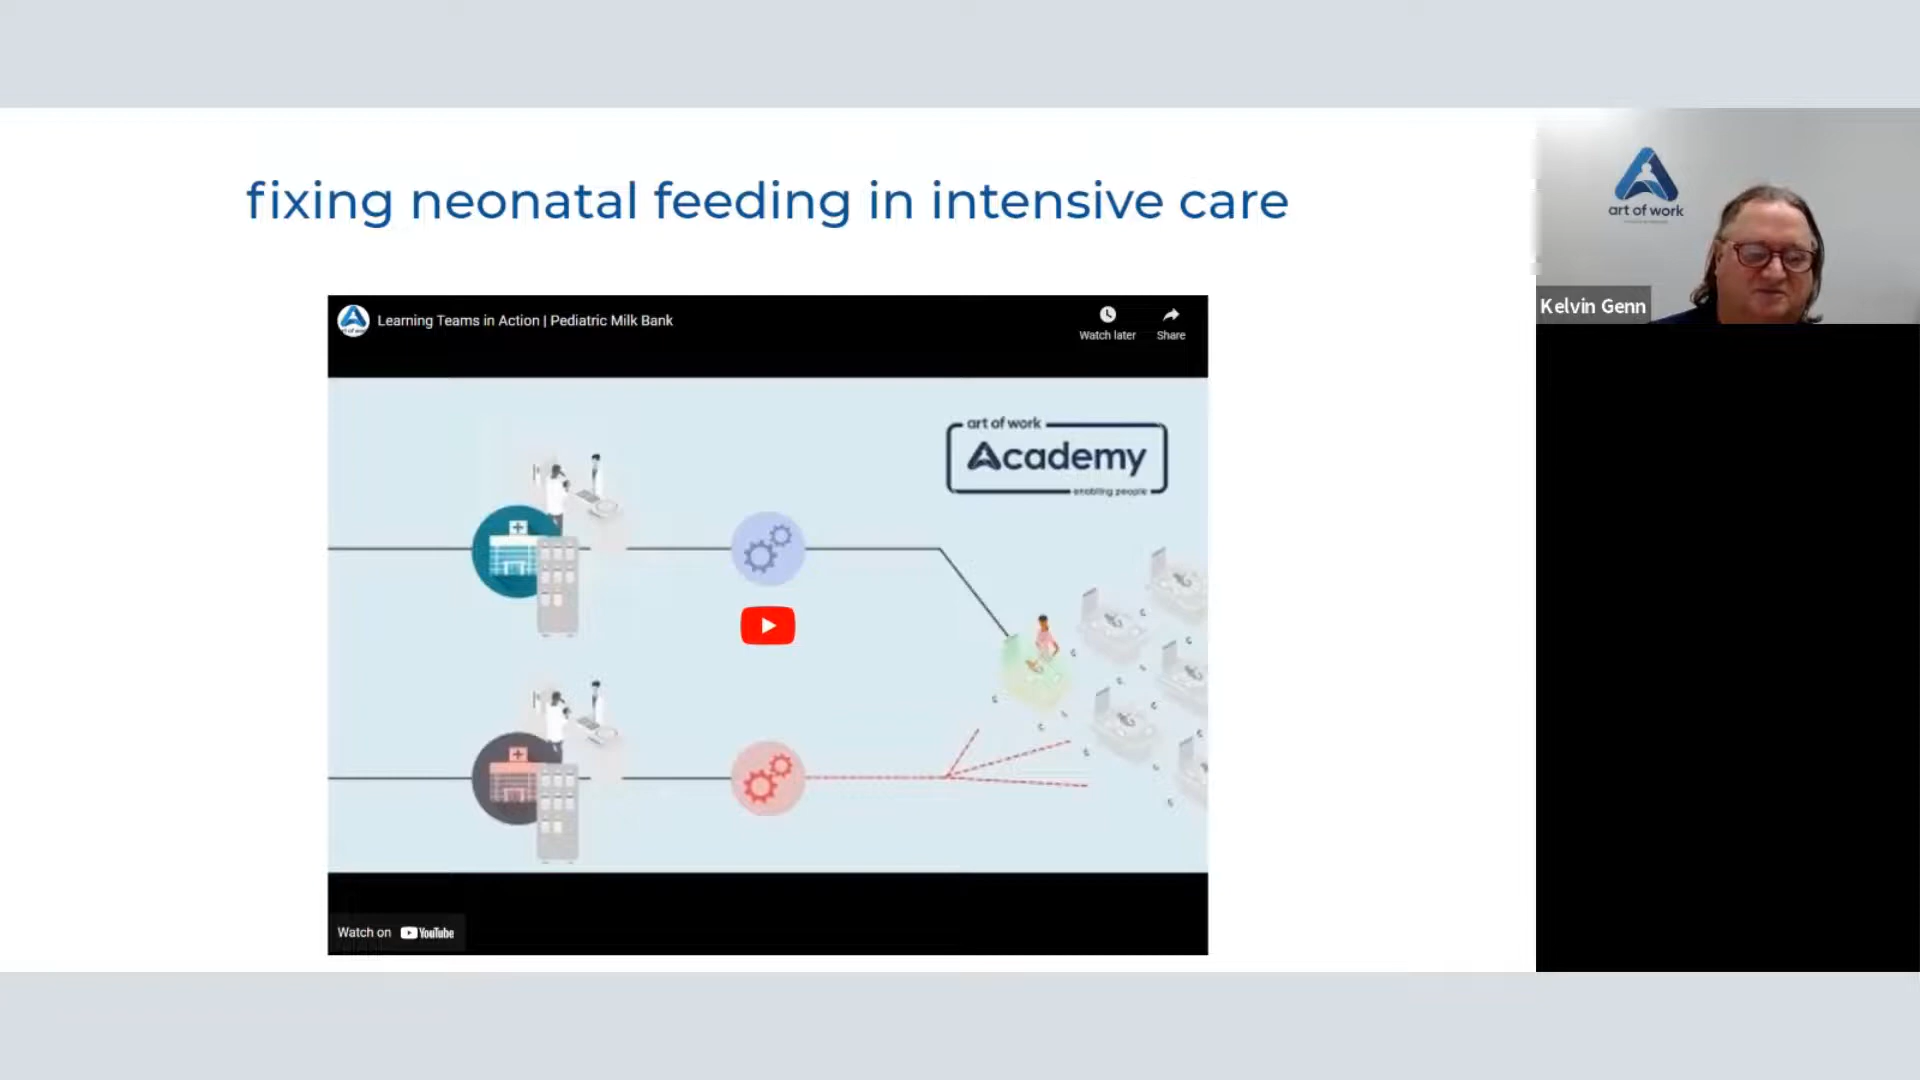 fixing neonatal feeding in intensive care
art of work
Kelvin Genn
Learning Teams in Action | Pediatric Milk Bank
Watch later
Share
art of work
Academy
enabling people
Watch on YouTube